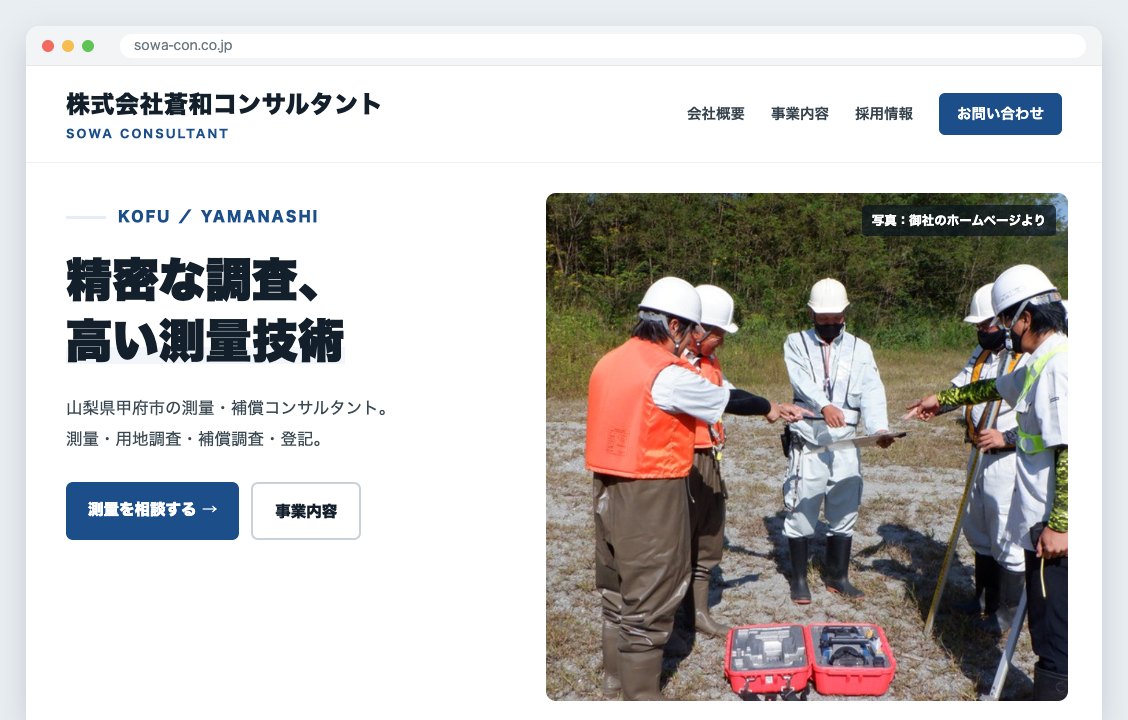 sowa-con.co.jp
株式会社蒼和コンサルタント
SOWA CONSULTANT
会社概要
事業内容
採用情報
お問い合わせ
KOFU ／ YAMANASHI
写真：御社のホームページより
精密な調査、
高い測量技術
山梨県甲府市の測量・補償コンサルタント。
測量・用地調査・補償調査・登記。
測量を相談する →
事業内容